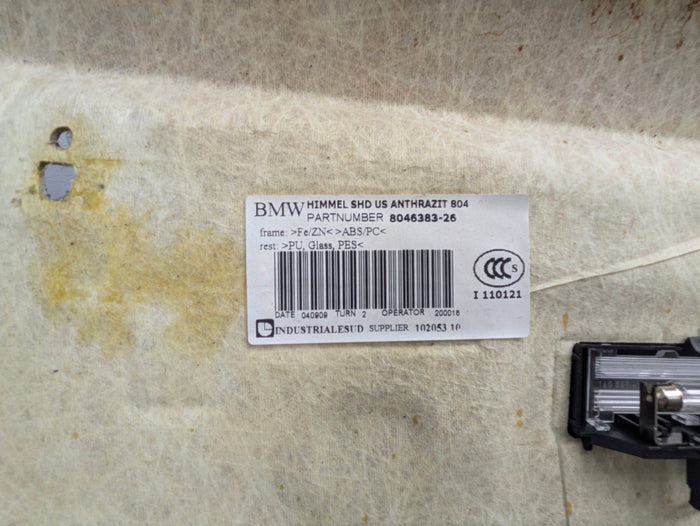 BMW HIMMEL SHD US ANTHRAZIT 804
PARTNUMBER 8046383-26
frame: >Fe/ZN< >ABS/PC<
rest: >PU, Glass, PES<
CCC S
I 110121
DATE 040909 TURN 2 OPERATOR 200016
INDUSTRIALESUD SUPPLIER 102053 10